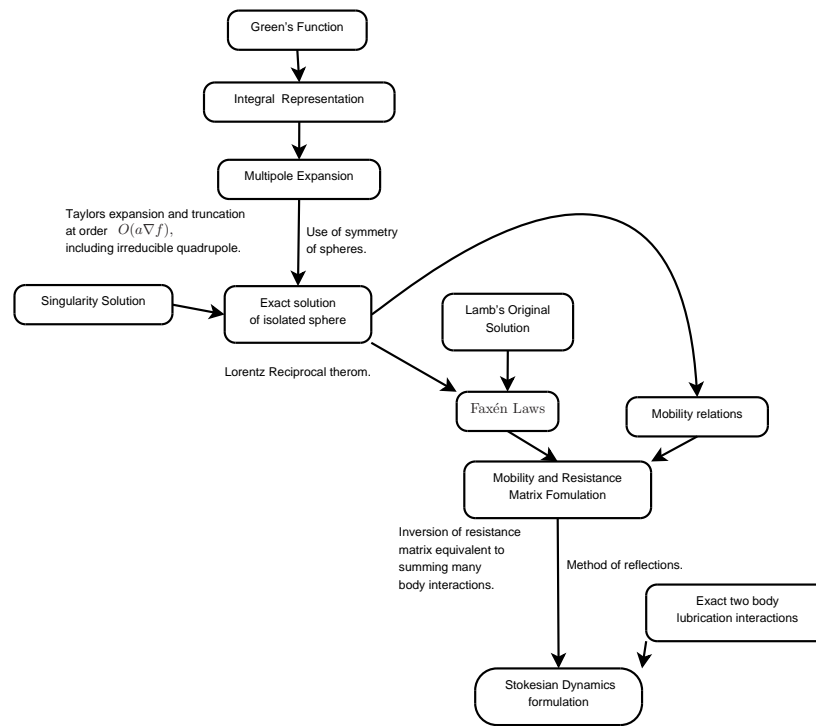 Green's Function
Integral Representation
Multipole Expansion
Taylors expansion and truncation
at order O(a∇f),
including irreducible quadrupole.
Use of symmetry
of spheres.
Singularity Solution
Exact solution
of isolated sphere
Lamb's Original
Solution
Lorentz Reciprocal therom.
Faxén Laws
Mobility relations
Mobility and Resistance
Matrix Fomulation
Inversion of resistance
matrix equivalent to
summing many
body interactions.
Method of reflections.
Exact two body
lubrication interactions
Stokesian Dynamics
formulation